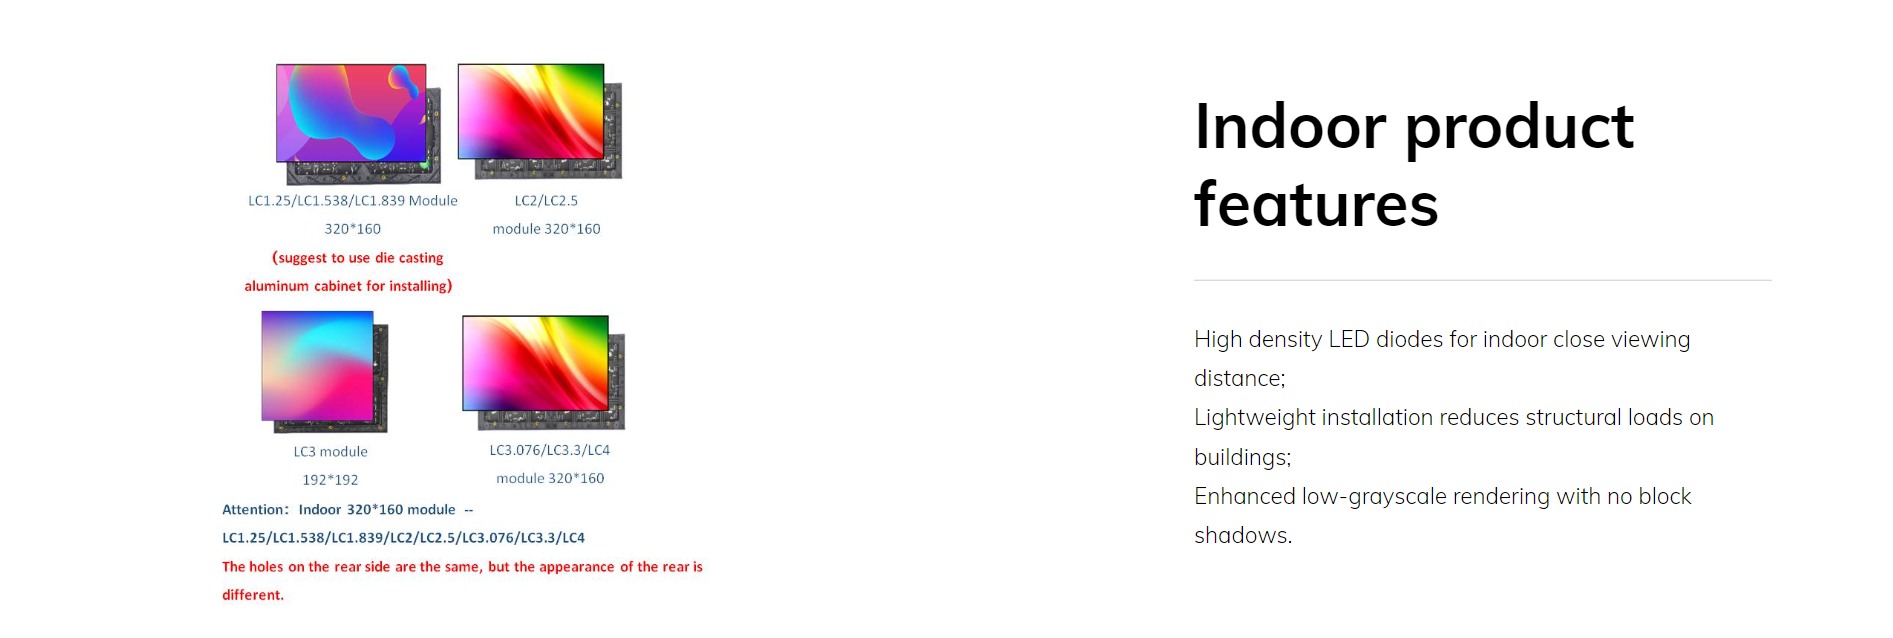 LC1.25/LC1.538/LC1.839 Module
320*160
(suggest to use die casting
aluminum cabinet for installing)
LC2/LC2.5
module 320*160
LC3 module
192*192
LC3.076/LC3.3/LC4
module 320*160
Attention: Indoor 320*160 module --
LC1.25/LC1.538/LC1.839/LC2/LC2.5/LC3.076/LC3.3/LC4
The holes on the rear side are the same, but the appearance of the rear is
different.
Indoor product
features
High density LED diodes for indoor close viewing
distance;
Lightweight installation reduces structural loads on
buildings;
Enhanced low-grayscale rendering with no block
shadows.